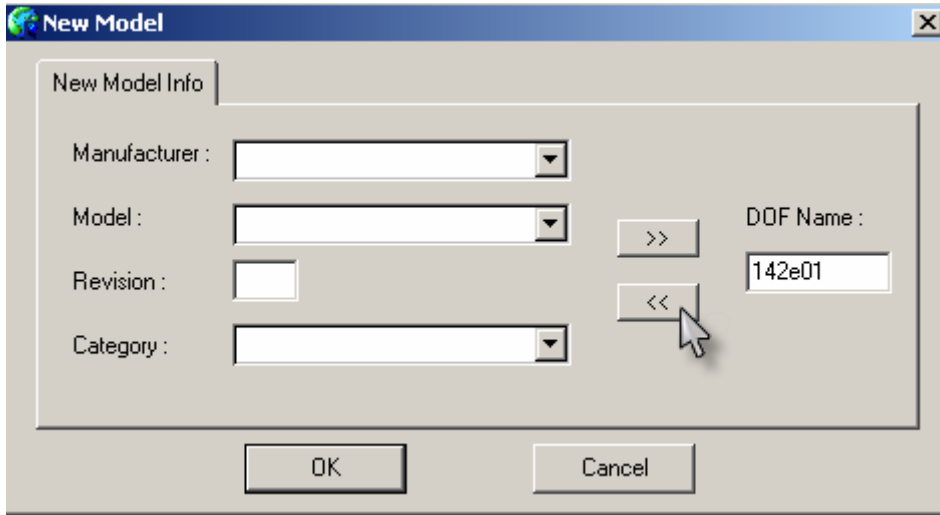 New Model
New Model Info
Manufacturer :
Model :
>>
DOF Name :
Revision :
142e01
<<
Category :
OK
Cancel